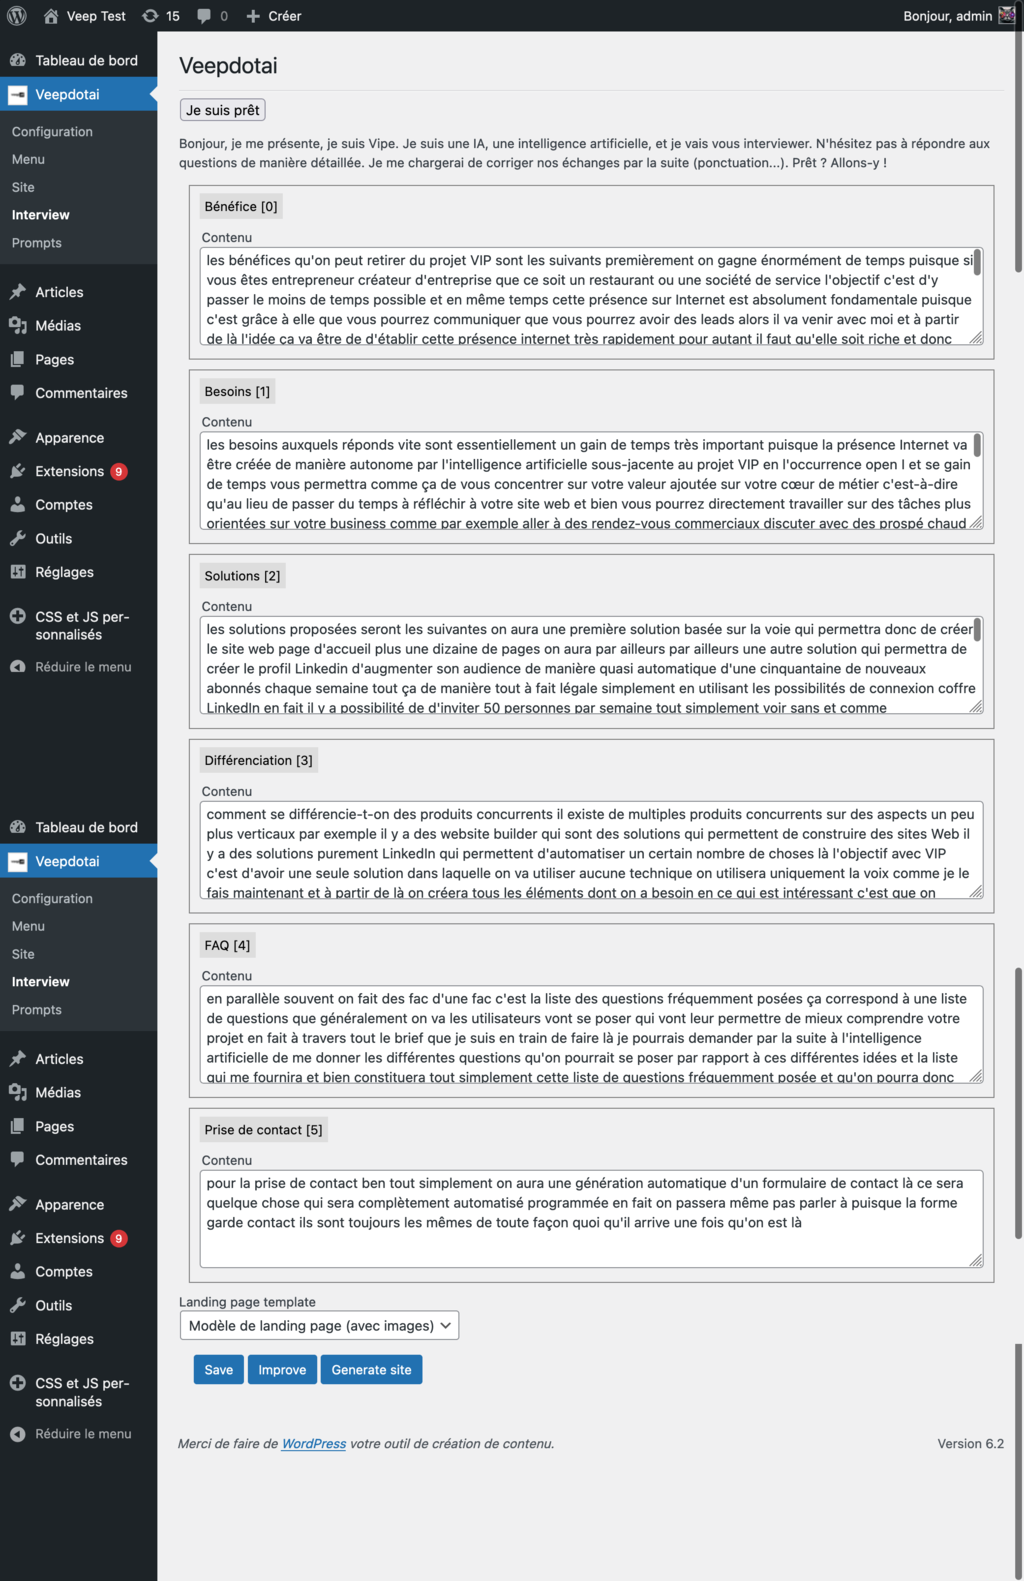 Veep Test 15 0 Créer Bonjour, admin
Tableau de bord
Veepdotai
Configuration
Menu
Site
Interview
Prompts
Articles
Médias
Pages
Commentaires
Apparence
Extensions 9
Comptes
Outils
Réglages
CSS et JS per-
sonnalisés
Réduire le menu
Tableau de bord
Veepdotai
Configuration
Menu
Site
Interview
Prompts
Articles
Médias
Pages
Commentaires
Apparence
Extensions 9
Comptes
Outils
Réglages
CSS et JS per-
sonnalisés
Réduire le menu
Veepdotai
Je suis prêt
Bonjour, je me présente, je suis Vipe. Je suis une IA, une intelligence artificielle, et je vais vous interviewer. N'hésitez pas à répondre aux
questions de manière détaillée. Je me chargerai de corriger nos échanges par la suite (ponctuation...). Prêt ? Allons-y !
Bénéfice [0]
Contenu
les bénéfices qu'on peut retirer du projet VIP sont les suivants premièrement on gagne énormément de temps puisque si
vous êtes entrepreneur créateur d'entreprise que ce soit un restaurant ou une société de service l'objectif c'est d'y
passer le moins de temps possible et en même temps cette présence sur Internet est absolument fondamentale puisque
c'est grâce à elle que vous pourrez communiquer que vous pourrez avoir des leads alors il va venir avec moi et à partir
de là l'idée ça va être de d'établir cette présence internet très rapidement pour autant il faut qu'elle soit riche et donc
Besoins [1]
Contenu
les besoins auxquels réponds vite sont essentiellement un gain de temps très important puisque la présence Internet va
être créée de manière autonome par l'intelligence artificielle sous-jacente au projet VIP en l'occurrence open I et se gain
de temps vous permettra comme ça de vous concentrer sur votre valeur ajoutée sur votre cœur de métier c'est-à-dire
qu'au lieu de passer du temps à réfléchir à votre site web et bien vous pourrez directement travailler sur des tâches plus
orientées sur votre business comme par exemple aller à des rendez-vous commerciaux discuter avec des prospé chaud
Solutions [2]
Contenu
les solutions proposées seront les suivantes on aura une première solution basée sur la voie qui permettra donc de créer
le site web page d'accueil plus une dizaine de pages on aura par ailleurs par ailleurs une autre solution qui permettra de
créer le profil Linkedin d'augmenter son audience de manière quasi automatique d'une cinquantaine de nouveaux
abonnés chaque semaine tout ça de manière tout à fait légale simplement en utilisant les possibilités de connexion coffre
LinkedIn en fait il y a possibilité de d'inviter 50 personnes par semaine tout simplement voir sans et comme
Différenciation [3]
Contenu
comment se différencie-t-on des produits concurrents il existe de multiples produits concurrents sur des aspects un peu
plus verticaux par exemple il y a des website builder qui sont des solutions qui permettent de construire des sites Web il
y a des solutions purement LinkedIn qui permettent d'automatiser un certain nombre de choses là l'objectif avec VIP
c'est d'avoir une seule solution dans laquelle on va utiliser aucune technique on utilisera uniquement la voix comme je le
fais maintenant et à partir de là on créera tous les éléments dont on a besoin en ce qui est intéressant c'est que on
FAQ [4]
Contenu
en parallèle souvent on fait des fac d'une fac c'est la liste des questions fréquemment posées ça correspond à une liste
de questions que généralement on va les utilisateurs vont se poser qui vont leur permettre de mieux comprendre votre
projet en fait à travers tout le brief que je suis en train de faire là je pourrais demander par la suite à l'intelligence
artificielle de me donner les différentes questions qu'on pourrait se poser par rapport à ces différentes idées et la liste
qui me fournira et bien constituera tout simplement cette liste de questions fréquemment posée et qu'on pourra donc
Prise de contact [5]
Contenu
pour la prise de contact ben tout simplement on aura une génération automatique d'un formulaire de contact là ce sera
quelque chose qui sera complètement automatisé programmée en fait on passera même pas parler à puisque la forme
garde contact ils sont toujours les mêmes de toute façon quoi qu'il arrive une fois qu'on est là
Landing page template
Modèle de landing page (avec images)
Save Improve Generate site
Merci de faire de WordPress votre outil de création de contenu. Version 6.2